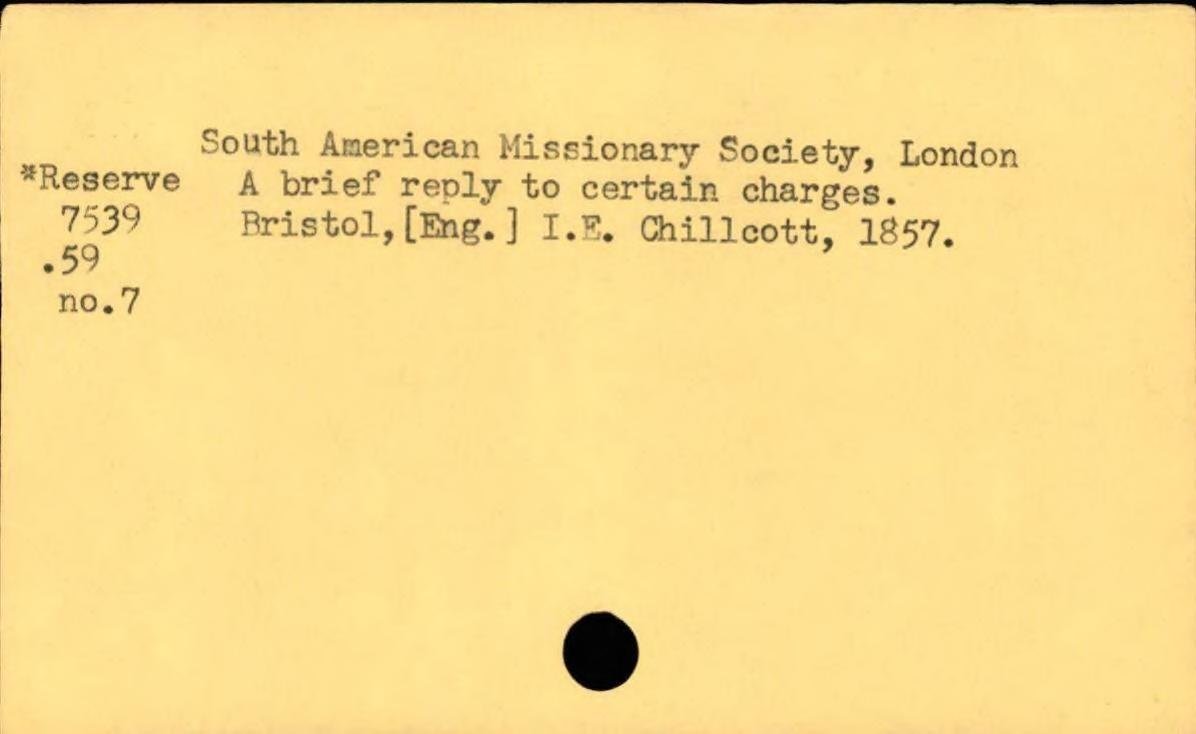 South American Missionary Society, London
*Reserve A brief reply to certain charges.
7539 Bristol,[Eng.] I.E. Chillcott, 1857.
.59
no.7